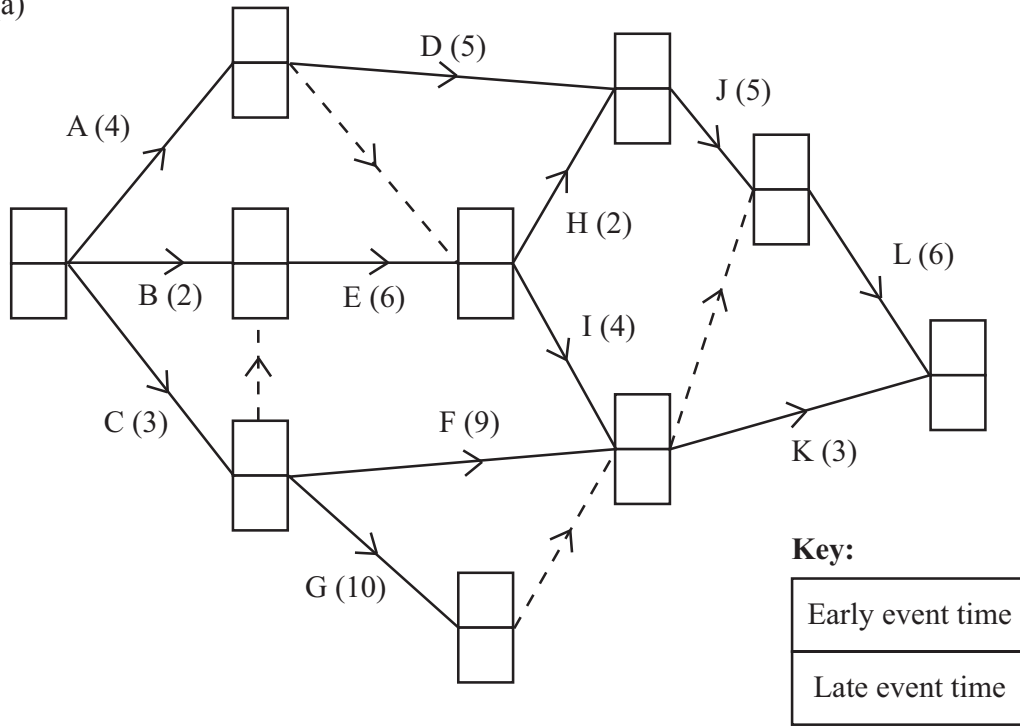 a)
D (5)
J (5)
A (4)
H (2)
L (6)
B (2)
E (6)
I (4)
C (3)
F (9)
K (3)
G (10)
Key:
Early event time
Late event time